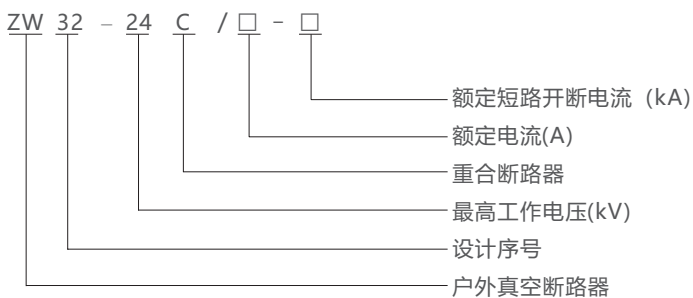 ZW 32 - 24 C / □ - □
额定短路开断电流 (kA)
额定电流(A)
重合断路器
最高工作电压(kV)
设计序号
户外真空断路器